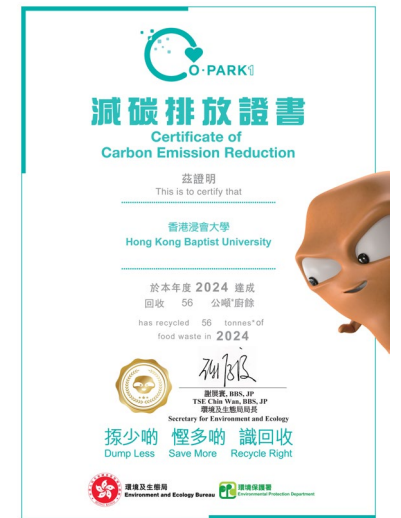 O·PARK1
減碳排放證書
Certificate of
Carbon Emission Reduction
茲證明
This is to certify that
香港浸會大學
Hong Kong Baptist University
於本年度 2024 達成
回收 56 公噸*廚餘
has recycled 56 tonnes* of
food waste in 2024
謝展寰, BBS, JP
TSE Chin Wan, BBS, JP
環境及生態局局長
Secretary for Environment and Ecology
揼少啲 慳多啲 識回收
Dump Less Save More Recycle Right
環境及生態局
Environment and Ecology Bureau
環境保護署
Environmental Protection Department